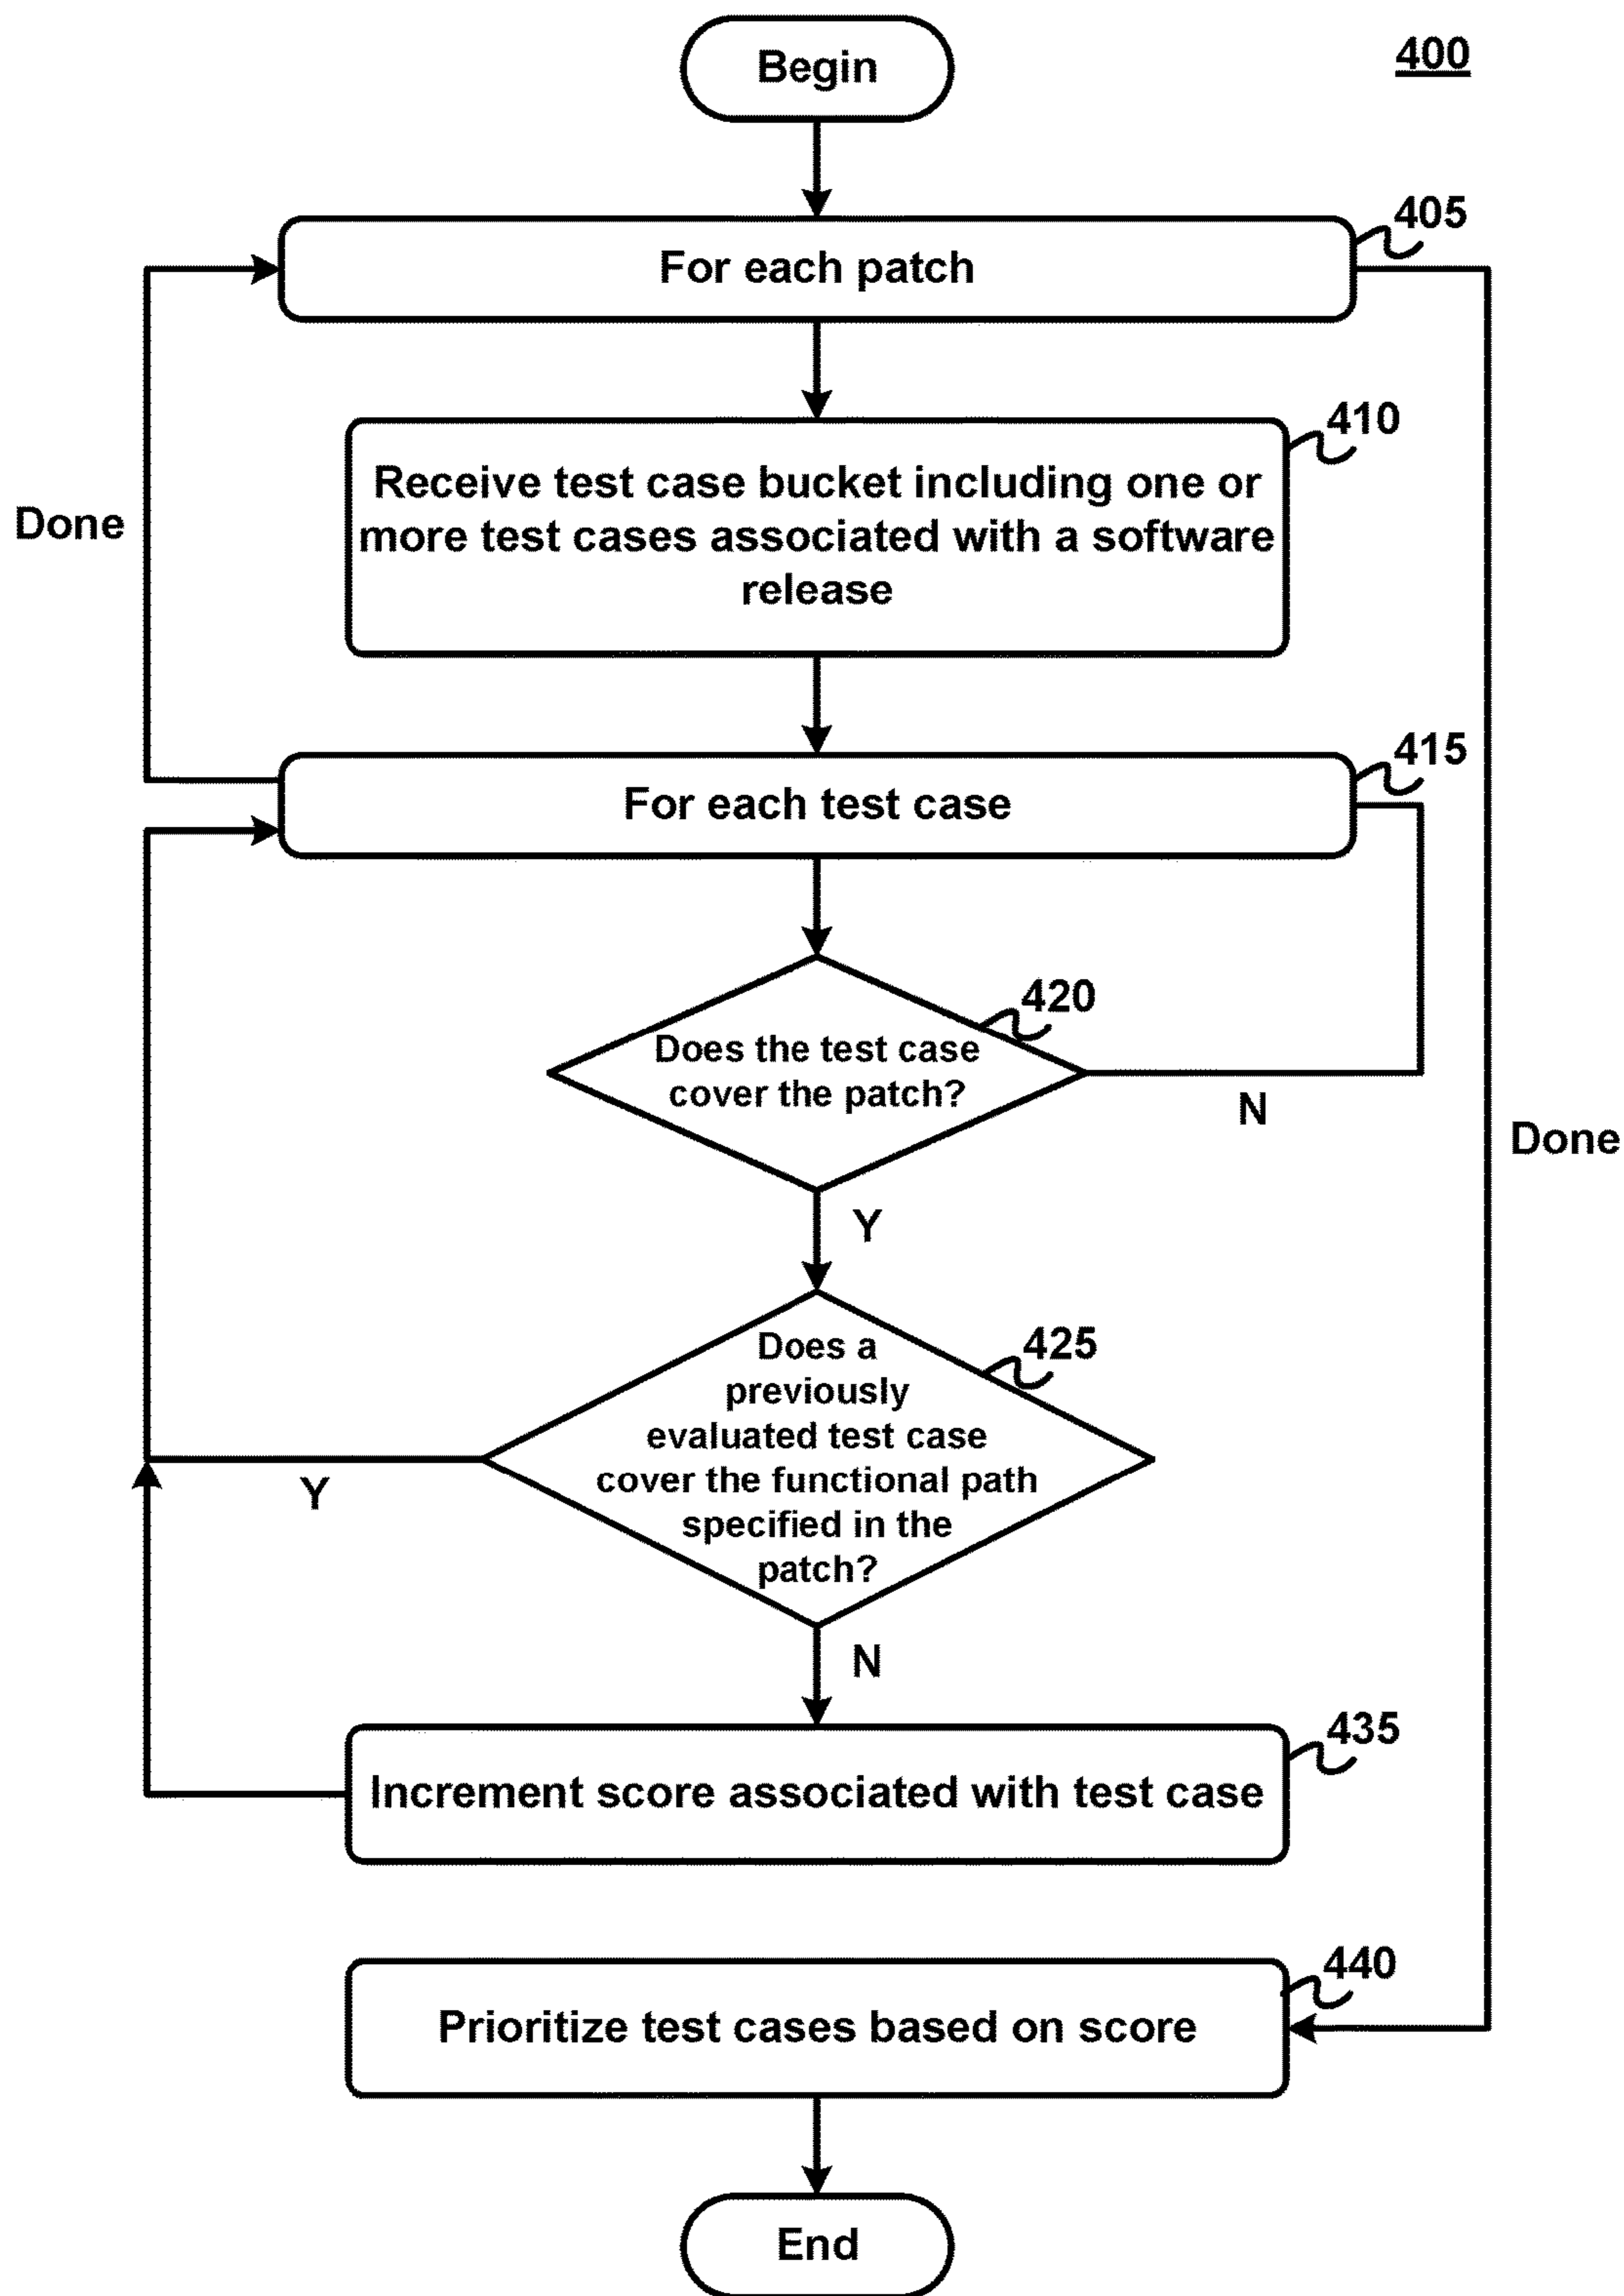 Begin
400
405
For each patch
410
Receive test case bucket including one or
more test cases associated with a software
release
Done
415
For each test case
420
Does the test case
cover the patch?
N
Done
Y
425
Does a
previously
evaluated test case
cover the functional path
specified in the
patch?
Y
N
435
Increment score associated with test case
440
Prioritize test cases based on score
End